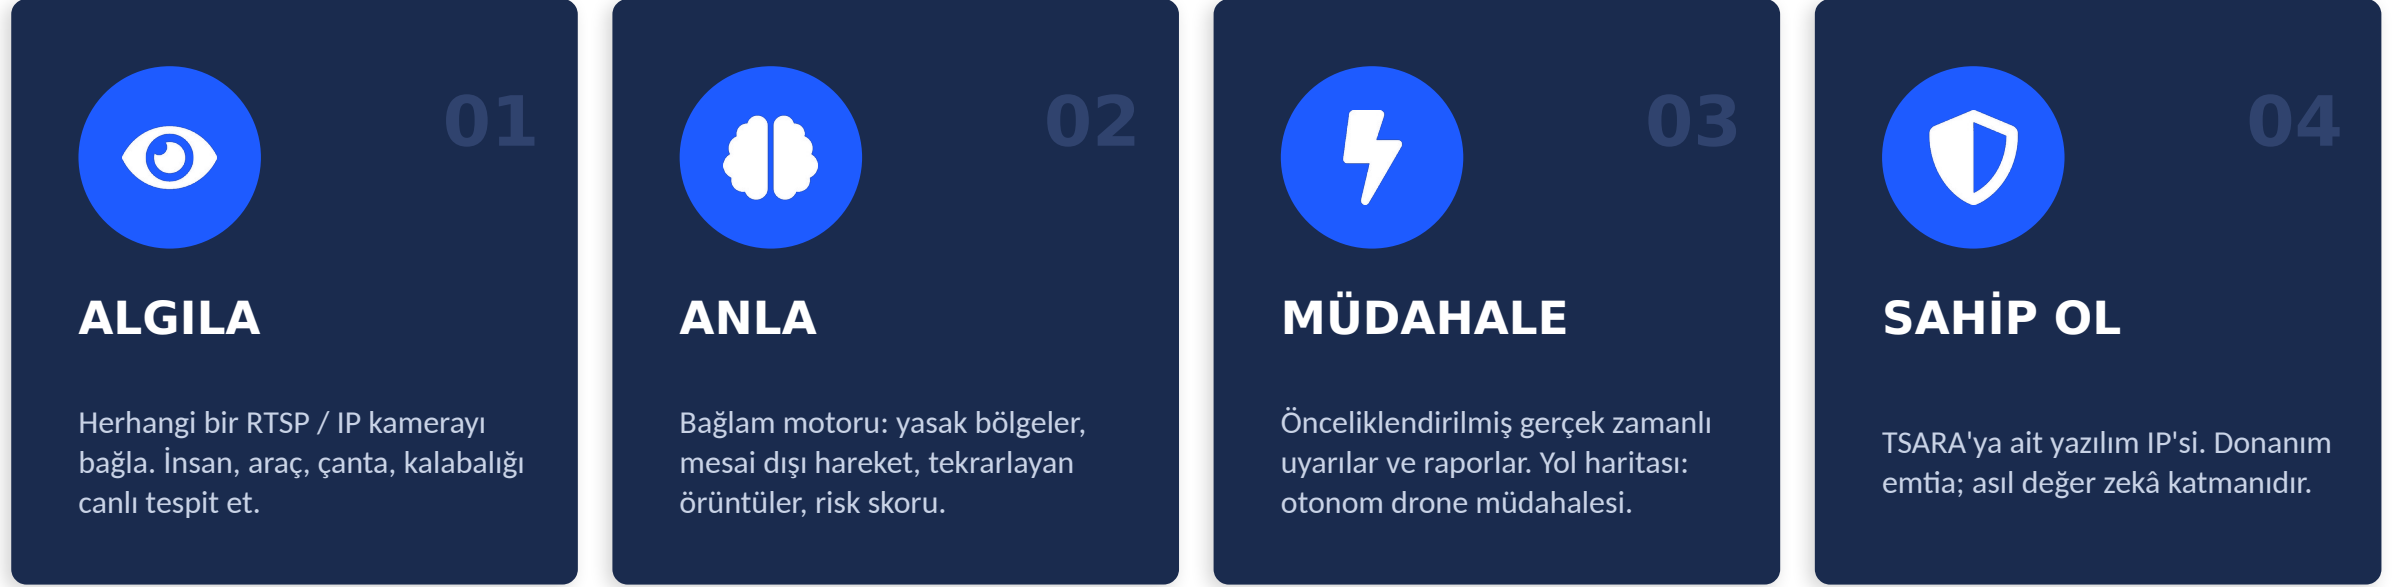 01
ALGILA
Herhangi bir RTSP / IP kamerayı
bağla. İnsan, araç, çanta, kalabalığı
canlı tespit et.
02
ANLA
Bağlam motoru: yasak bölgeler,
mesai dışı hareket, tekrarlayan
örüntüler, risk skoru.
03
MÜDAHALE
Önceliklendirilmiş gerçek zamanlı
uyarılar ve raporlar. Yol haritası:
otonom drone müdahalesi.
04
SAHİP OL
TSARA'ya ait yazılım IP'si. Donanım
emtia; asıl değer zekâ katmanıdır.